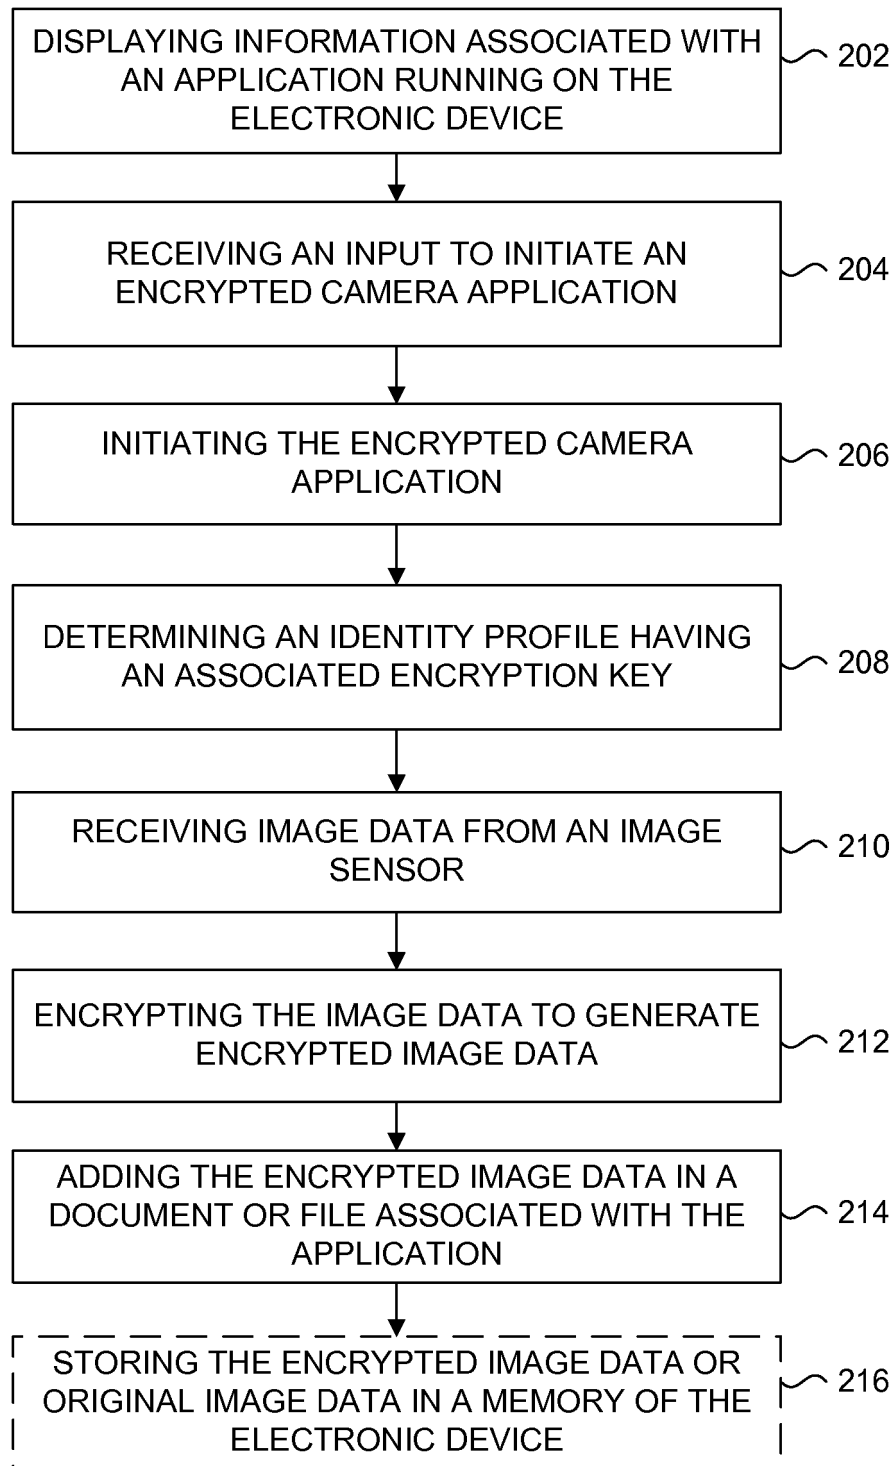 DISPLAYING INFORMATION ASSOCIATED WITH
AN APPLICATION RUNNING ON THE
ELECTRONIC DEVICE
202
RECEIVING AN INPUT TO INITIATE AN
ENCRYPTED CAMERA APPLICATION
204
INITIATING THE ENCRYPTED CAMERA
APPLICATION
206
DETERMINING AN IDENTITY PROFILE HAVING
AN ASSOCIATED ENCRYPTION KEY
208
RECEIVING IMAGE DATA FROM AN IMAGE
SENSOR
210
ENCRYPTING THE IMAGE DATA TO GENERATE
ENCRYPTED IMAGE DATA
212
ADDING THE ENCRYPTED IMAGE DATA IN A
DOCUMENT OR FILE ASSOCIATED WITH THE
APPLICATION
214
STORING THE ENCRYPTED IMAGE DATA OR
ORIGINAL IMAGE DATA IN A MEMORY OF THE
ELECTRONIC DEVICE
216